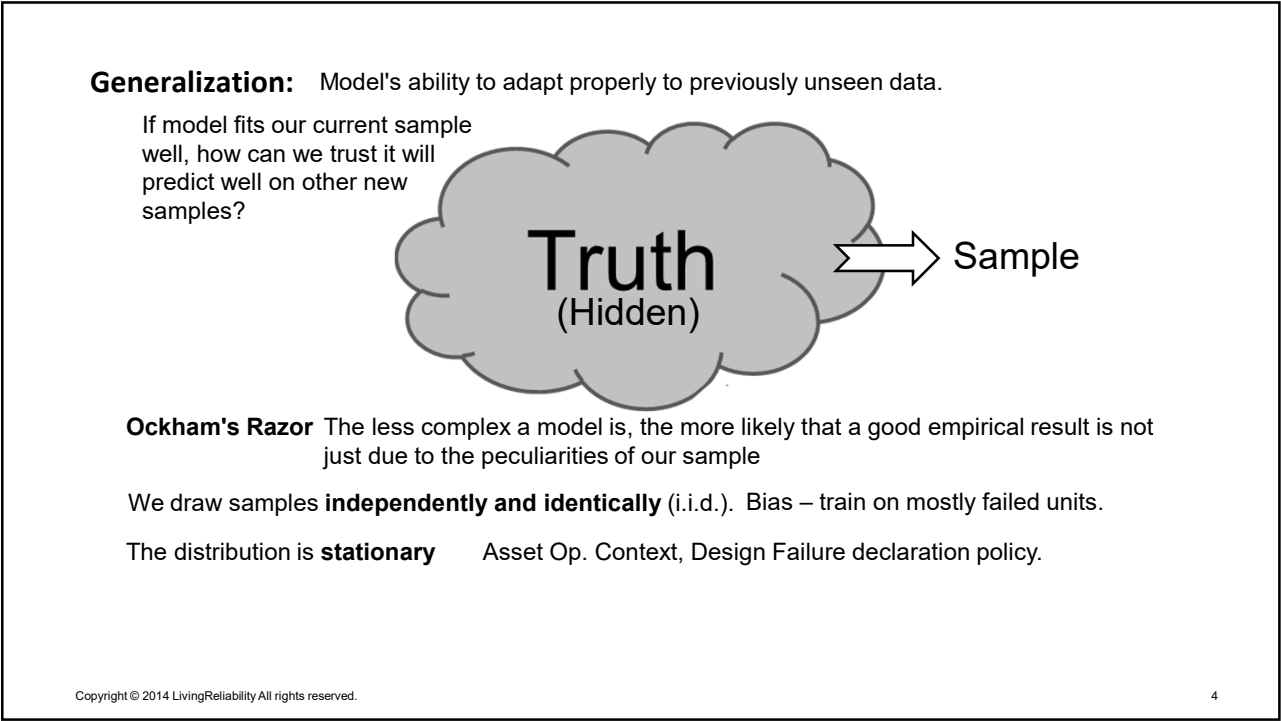 Generalization: Model's ability to adapt properly to previously unseen data.
If model fits our current sample
well, how can we trust it will
predict well on other new
samples?
Truth
(Hidden)
Sample
Ockham's Razor The less complex a model is, the more likely that a good empirical result is not
just due to the peculiarities of our sample
We draw samples independently and identically (i.i.d.). Bias – train on mostly failed units.
The distribution is stationary Asset Op. Context, Design Failure declaration policy.
Copyright © 2014 LivingReliability All rights reserved. 4